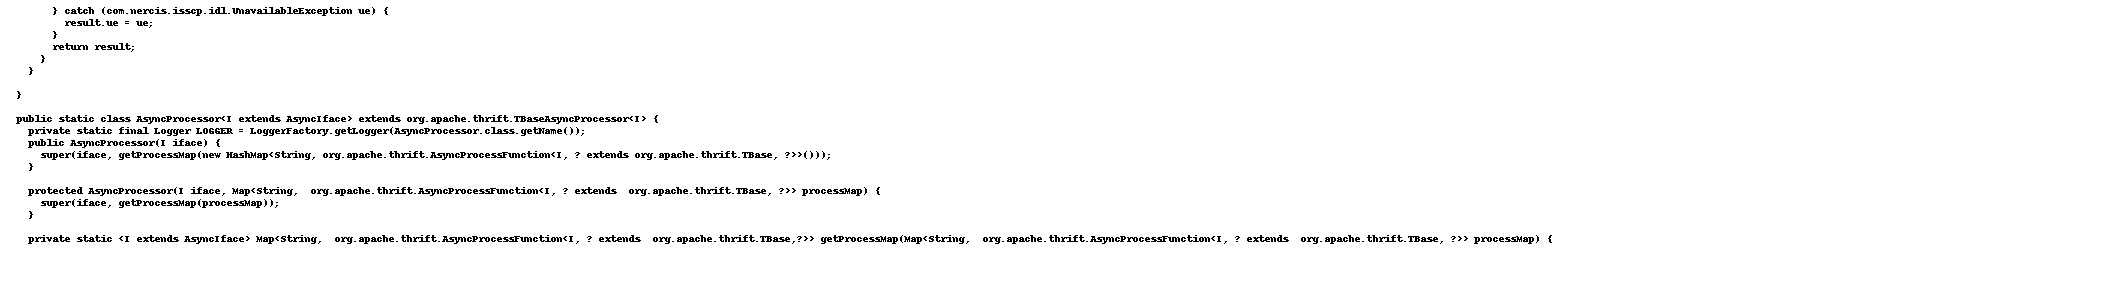 } catch (com.nercis.isscp.idl.UnavailableException ue) {
        result.ue = ue;
      }
      return result;
    }
  }

}

public static class AsyncProcessor<I extends AsyncIface> extends org.apache.thrift.TBaseAsyncProcessor<I> {
  private static final Logger LOGGER = LoggerFactory.getLogger(AsyncProcessor.class.getName());
  public AsyncProcessor(I iface) {
    super(iface, getProcessMap(new HashMap<String, org.apache.thrift.AsyncProcessFunction<I, ? extends org.apache.thrift.TBase, ?>>()));
  }

  protected AsyncProcessor(I iface, Map<String,  org.apache.thrift.AsyncProcessFunction<I, ? extends  org.apache.thrift.TBase, ?>> processMap) {
    super(iface, getProcessMap(processMap));
  }

  private static <I extends AsyncIface> Map<String,  org.apache.thrift.AsyncProcessFunction<I, ? extends  org.apache.thrift.TBase,?>> getProcessMap(Map<String,  org.apache.thrift.AsyncProcessFunction<I, ? extends  org.apache.thrift.TBase, ?>> processMap) {